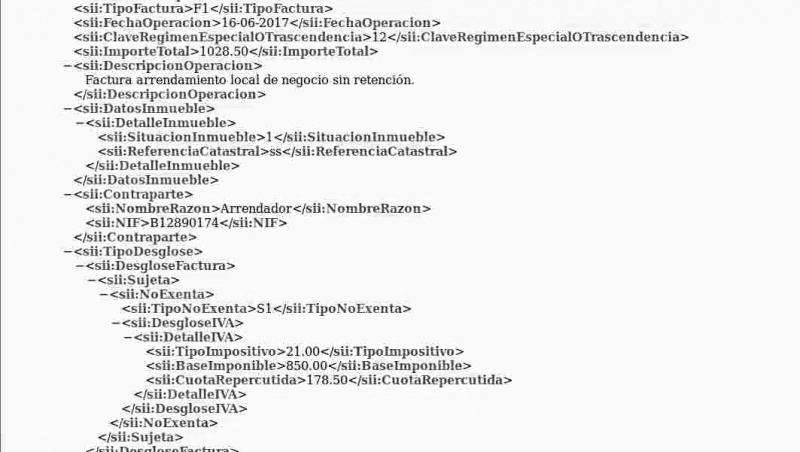 <sii:TipoFactura>F1</sii:TipoFactura>
<sii:FechaOperacion>16-06-2017</sii:FechaOperacion>
<sii:ClaveRegimenEspecialOTrascendencia>12</sii:ClaveRegimenEspecialOTrascendencia>
<sii:ImporteTotal>1028.50</sii:ImporteTotal>
−<sii:DescripcionOperacion>
Factura arrendamiento local de negocio sin retención.
</sii:DescripcionOperacion>
−<sii:DatosInmueble>
−<sii:DetalleInmueble>
<sii:SituacionInmueble>1</sii:SituacionInmueble>
<sii:ReferenciaCatastral>ss</sii:ReferenciaCatastral>
</sii:DetalleInmueble>
</sii:DatosInmueble>
−<sii:Contraparte>
<sii:NombreRazon>Arrendador</sii:NombreRazon>
<sii:NIF>B12890174</sii:NIF>
</sii:Contraparte>
−<sii:TipoDesglose>
−<sii:DesgloseFactura>
−<sii:Sujeta>
−<sii:NoExenta>
<sii:TipoNoExenta>S1</sii:TipoNoExenta>
−<sii:DesgloseIVA>
−<sii:DetalleIVA>
<sii:TipoImpositivo>21.00</sii:TipoImpositivo>
<sii:BaseImponible>850.00</sii:BaseImponible>
<sii:CuotaRepercutida>178.50</sii:CuotaRepercutida>
</sii:DetalleIVA>
</sii:DesgloseIVA>
</sii:NoExenta>
</sii:Sujeta>
</sii:DesgloseFactura>